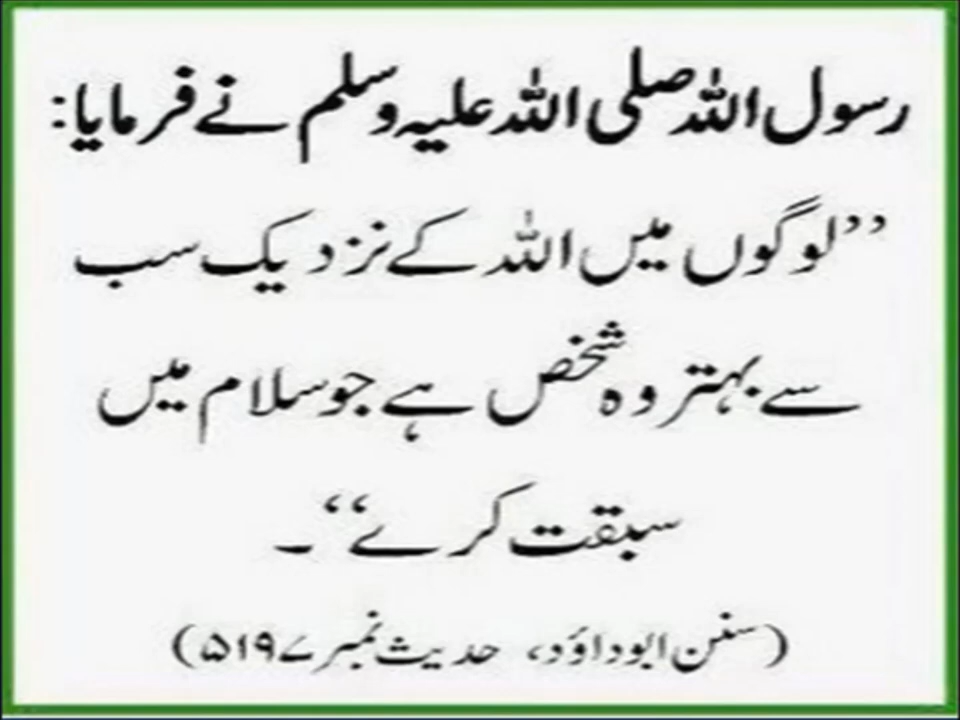 رسول اللہ صلی اللہ علیہ وسلم نے فرمایا:
’’لوگوں میں اللہ کے نزدیک سب
سے بہتر وہ شخص ہے جو سلام میں
سبقت کرے‘‘۔
(سنن ابوداؤد، حدیث نمبر ۵۱۹۷)